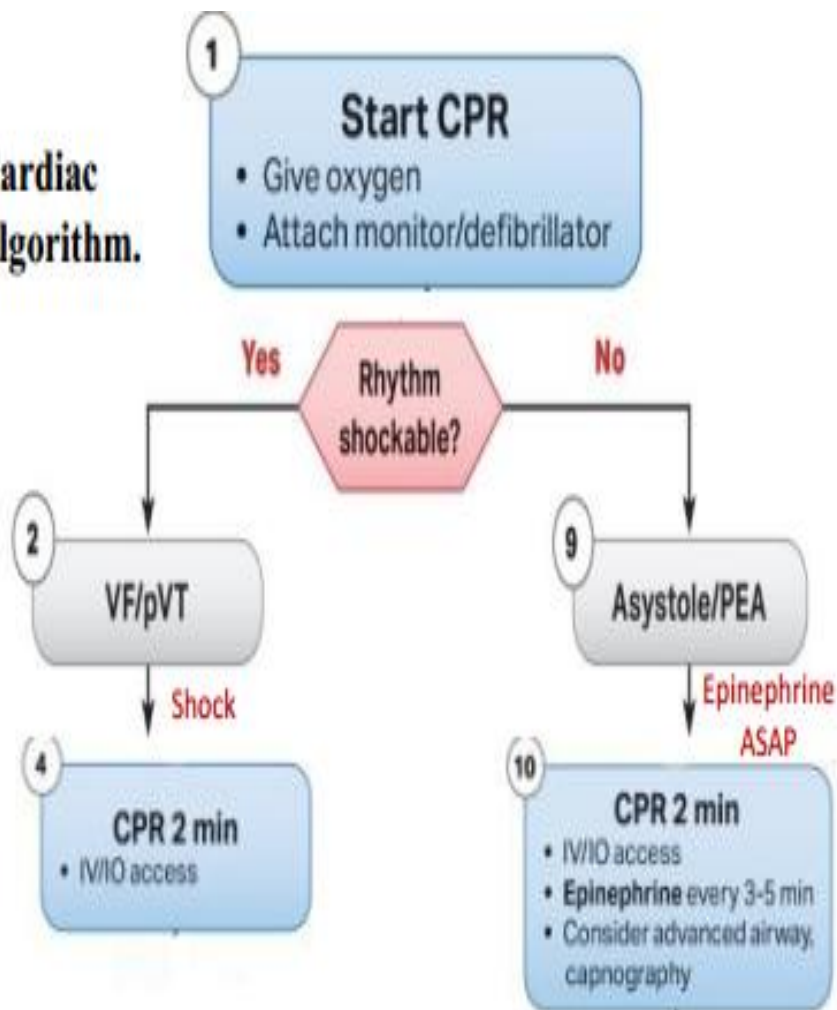 1
Start CPR
• Give oxygen
• Attach monitor/defibrillator
ardiac
lgorithm.
Yes
Rhythm
shockable?
No
2
VF/pVT
9
Asystole/PEA
Shock
Epinephrine
ASAP
4
CPR 2 min
• IV/IO access
10
CPR 2 min
• IV/IO access
• Epinephrine every 3-5 min
• Consider advanced airway,
capnography